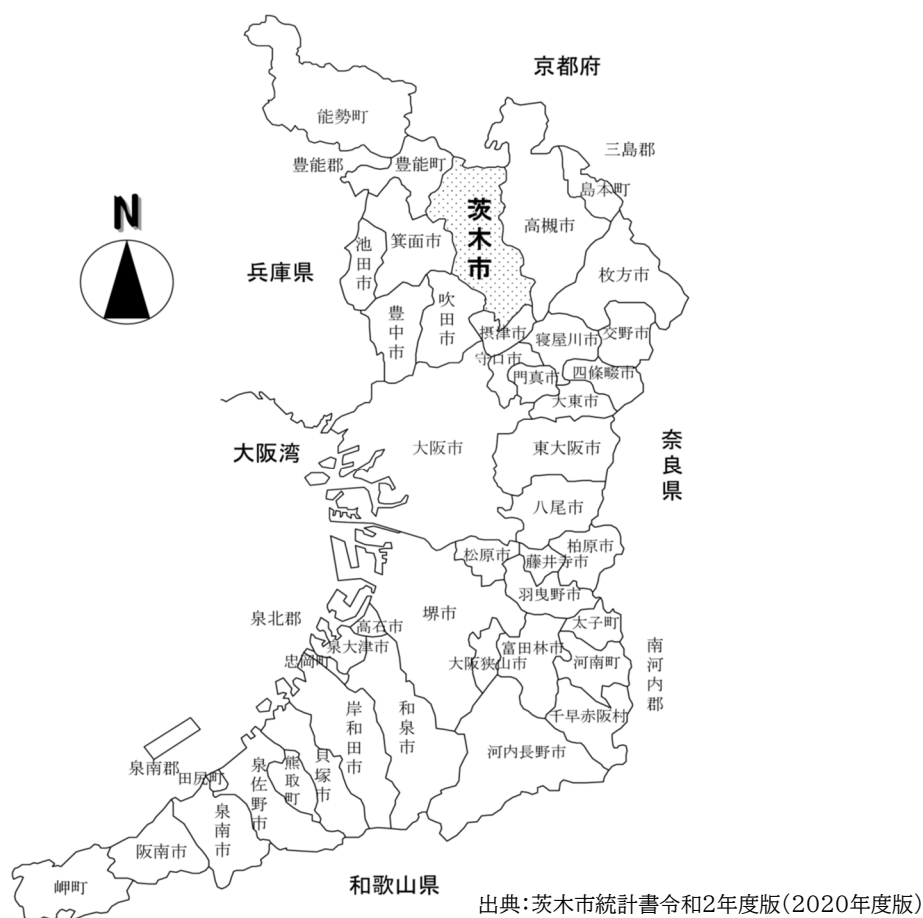 京都府
能勢町
三島郡
豊能郡
豊能町
島本町
N
茨木市
高槻市
池田市
箕面市
兵庫県
枚方市
吹田市
豊中市
摂津市
寝屋川市
交野市
守口市
門真市
四條畷市
大東市
大阪湾
大阪市
東大阪市
奈良県
八尾市
松原市
藤井寺市
柏原市
羽曳野市
泉北郡
高石市
堺市
太子町
泉大津市
忠岡町
大阪狭山市
富田林市
河南町
南河内郡
岸和田市
和泉市
千早赤阪村
河内長野市
泉南郡
田尻町
泉佐野市
熊取町
貝塚市
泉南市
阪南市
岬町
和歌山県
出典:茨木市統計書令和2年度版(2020年度版)